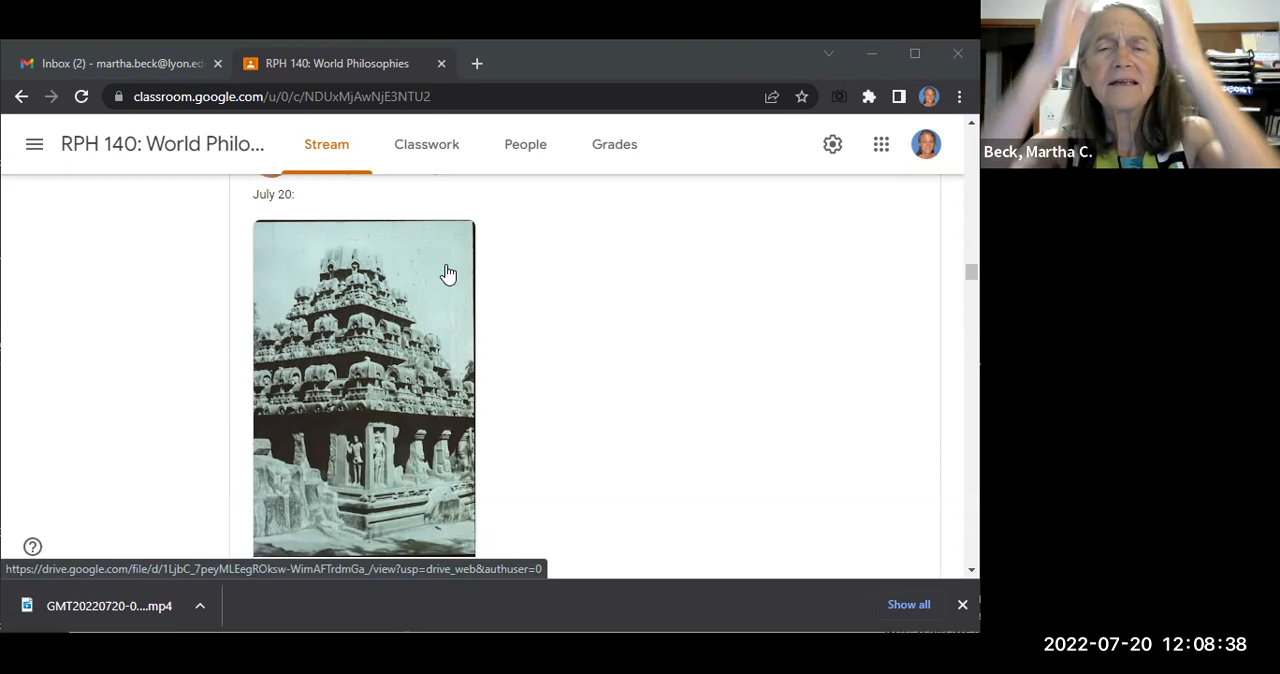 Inbox (2) - martha.beck@lyon.ed
RPH 140: World Philosophies
classroom.google.com/u/0/c/NDUxMjAwNjE3NTU2
RPH 140: World Philo...
Stream
Classwork
People
Grades
Beck, Martha C.
July 20:
https://drive.google.com/file/d/1LjbC_7peyMLEegROksw-WimAFTrdmGa_/view?usp=drive_web&authuser=0
GMT20220720-0....mp4
Show all
2022-07-20 12:08:38